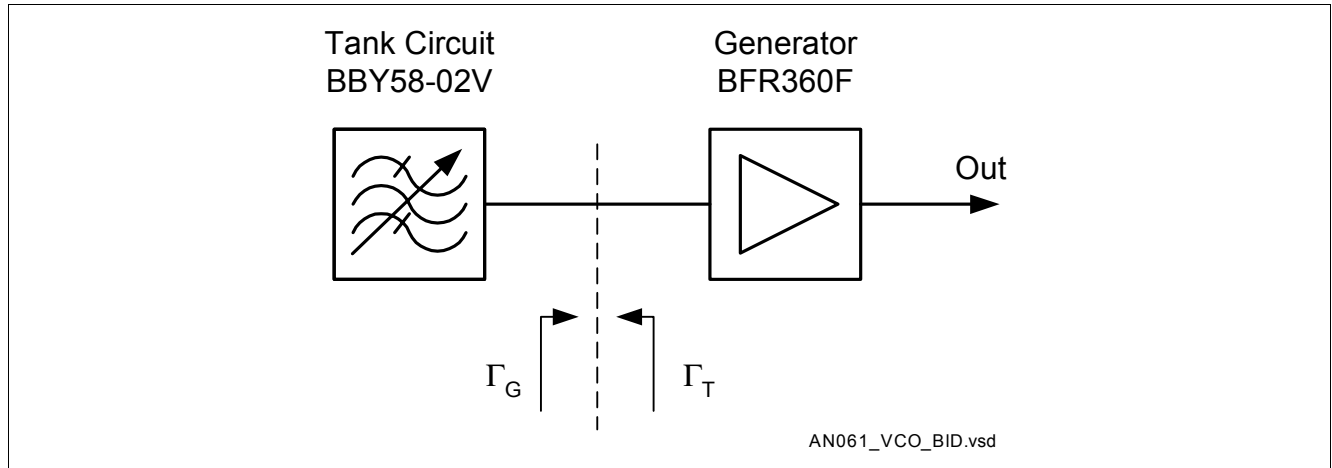 Tank Circuit
BBY58-02V
Generator
BFR360F
Out
ΓG
ΓT
AN061_VCO_BID.vsd